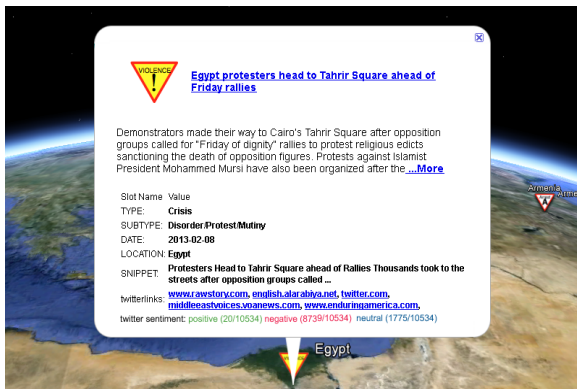 VIOLENCE
!
Egypt protesters head to Tahrir Square ahead of
Friday rallies
Demonstrators made their way to Cairo's Tahrir Square after opposition
groups called for "Friday of dignity" rallies to protest religious edicts
sanctioning the death of opposition figures. Protests against Islamist
President Mohammed Mursi have also been organized after the ...More
Slot Name Value
TYPE: Crisis
SUBTYPE: Disorder/Protest/Mutiny
DATE: 2013-02-08
LOCATION: Egypt
SNIPPET: Protesters Head to Tahrir Square ahead of Rallies Thousands took to the
streets after opposition groups called ...
twitterlinks: www.rawstory.com, english.alarabiya.net, twitter.com,
middleeastvoices.voanews.com, www.enduringamerica.com,
twitter sentiment: positive (20/10534) negative (8739/10534) neutral (1775/10534)
Armenia
Arme
Egypt